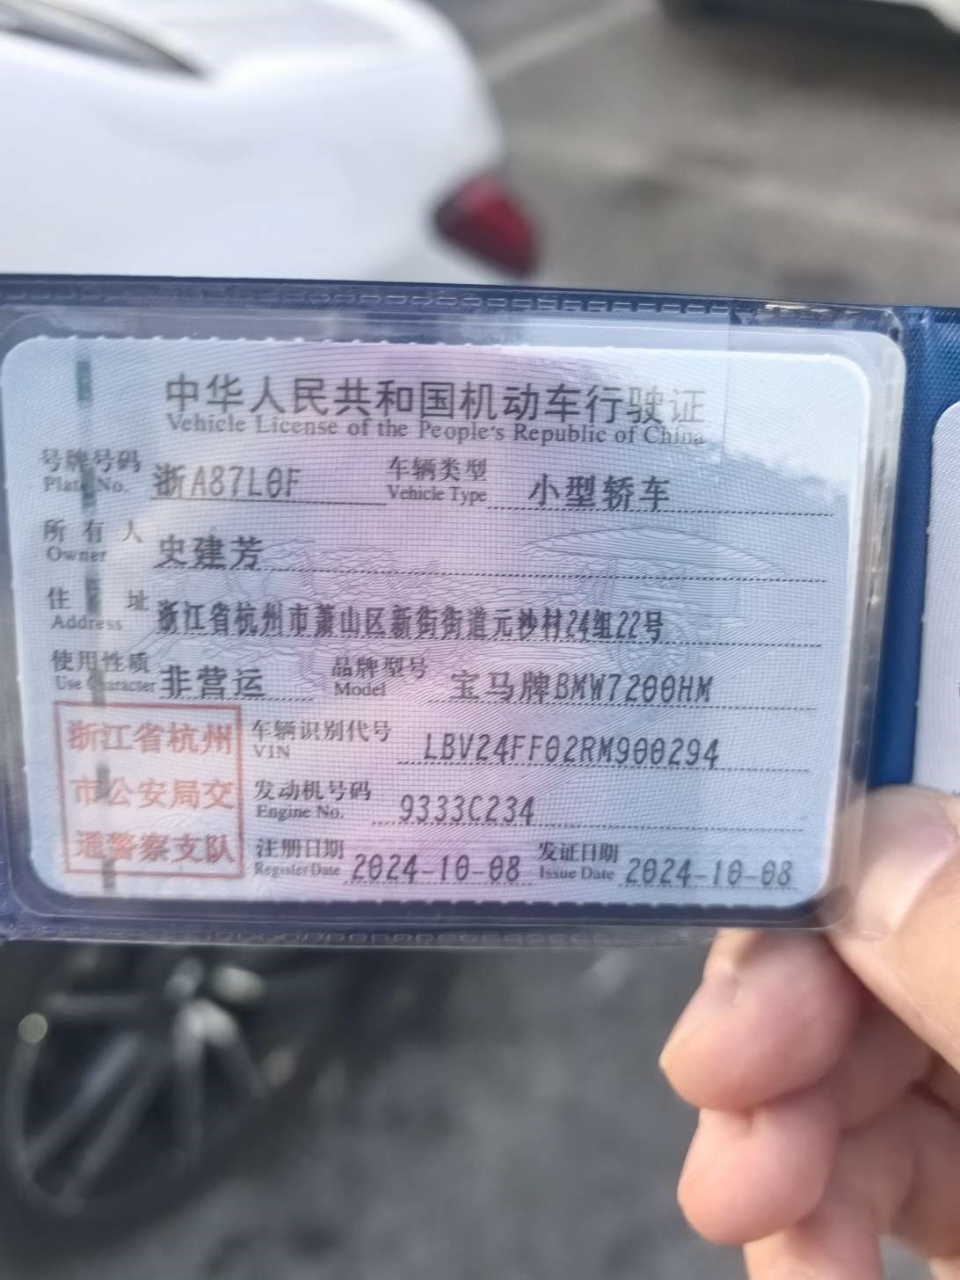 中华人民共和国机动车行驶证
Vehicle License of the People's Republic of China
号牌号码 浙A87L0F 车辆类型 小型轿车
Plate No. Vehicle Type
所有人 史建芳
Owner
住址 浙江省杭州市萧山区新街街道元沙村24组22号
Address
使用性质 非营运 品牌型号 宝马牌BMW7200HM
Use Character Model
浙江省杭州 车辆识别代号 LBV24FF02RM900294
VIN
市公安局交 发动机号码 9333C234
Engine No.
通警察支队 注册日期 2024-10-08 发证日期 2024-10-08
Register Date Issue Date